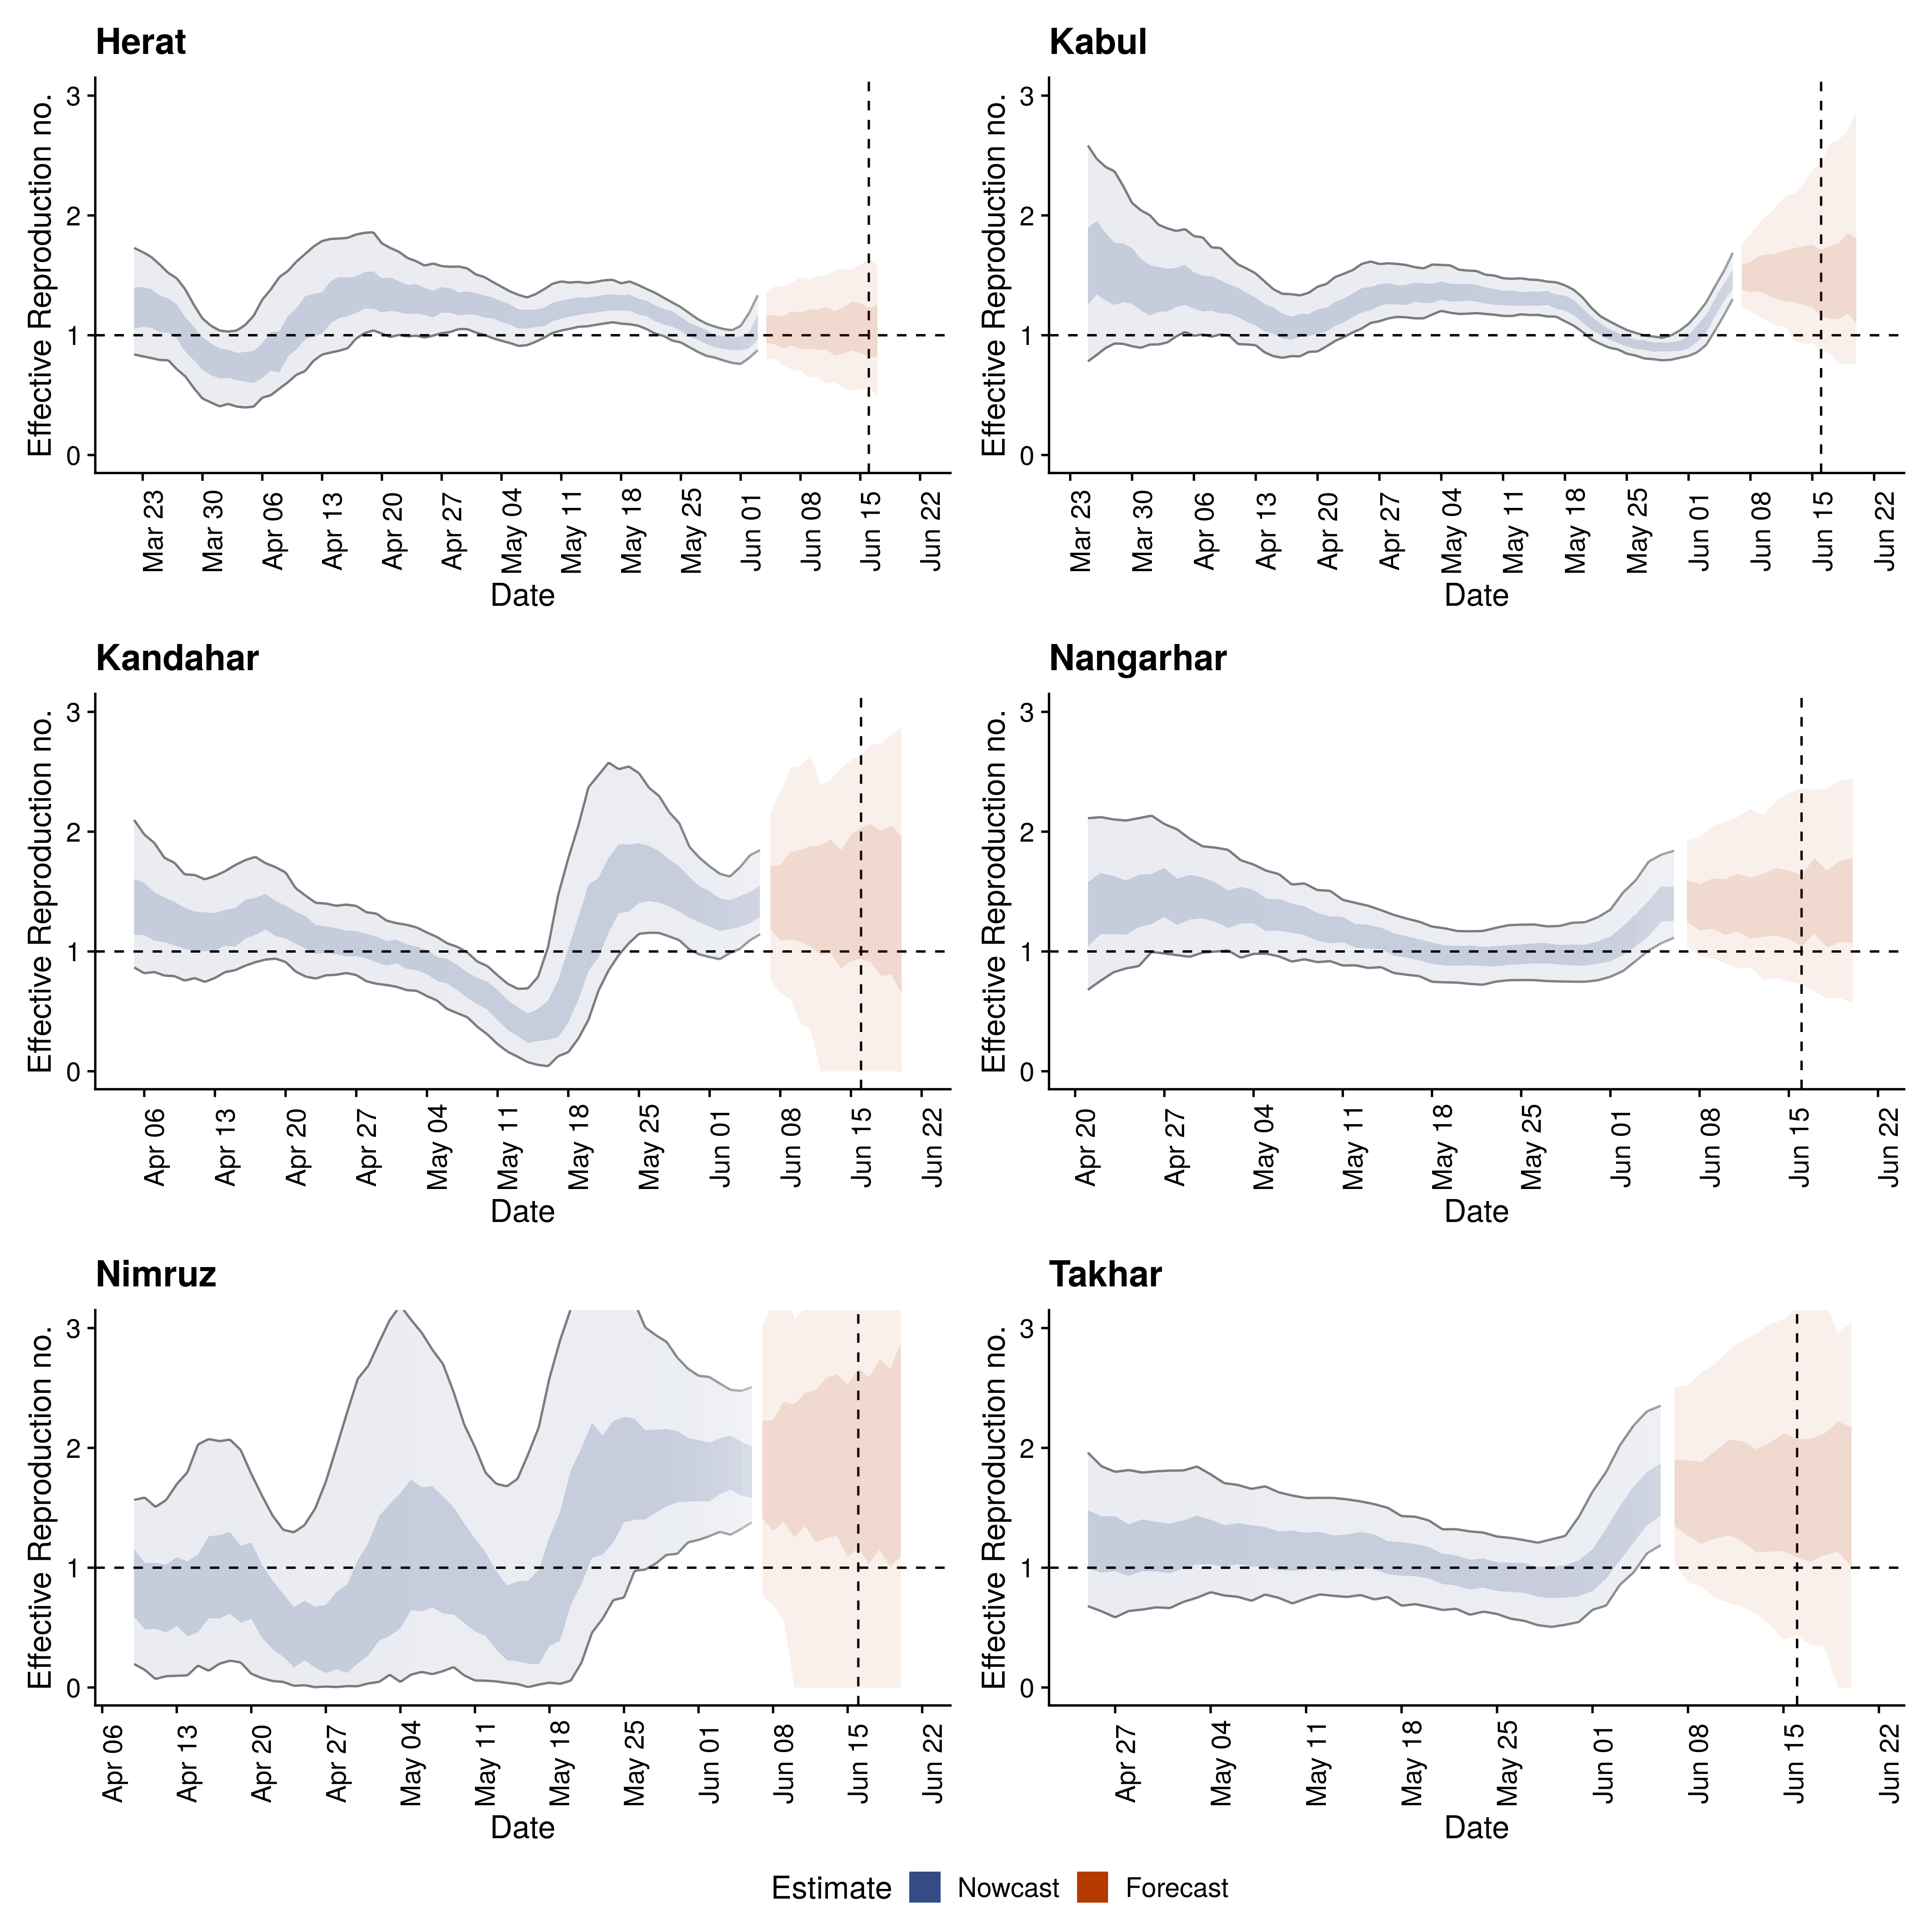 Herat
Effective Reproduction no.
3
2
1
0
Mar 23
Mar 30
Apr 06
Apr 13
Apr 20
Apr 27
May 04
May 11
May 18
May 25
Jun 01
Jun 08
Jun 15
Jun 22
Date
Kabul
Effective Reproduction no.
3
2
1
0
Mar 23
Mar 30
Apr 06
Apr 13
Apr 20
Apr 27
May 04
May 11
May 18
May 25
Jun 01
Jun 08
Jun 15
Jun 22
Date
Kandahar
Effective Reproduction no.
3
2
1
0
Apr 06
Apr 13
Apr 20
Apr 27
May 04
May 11
May 18
May 25
Jun 01
Jun 08
Jun 15
Jun 22
Date
Nangarhar
Effective Reproduction no.
3
2
1
0
Apr 20
Apr 27
May 04
May 11
May 18
May 25
Jun 01
Jun 08
Jun 15
Jun 22
Date
Nimruz
Effective Reproduction no.
3
2
1
0
Apr 06
Apr 13
Apr 20
Apr 27
May 04
May 11
May 18
May 25
Jun 01
Jun 08
Jun 15
Jun 22
Date
Takhar
Effective Reproduction no.
3
2
1
0
Apr 27
May 04
May 11
May 18
May 25
Jun 01
Jun 08
Jun 15
Jun 22
Date
Estimate Nowcast Forecast